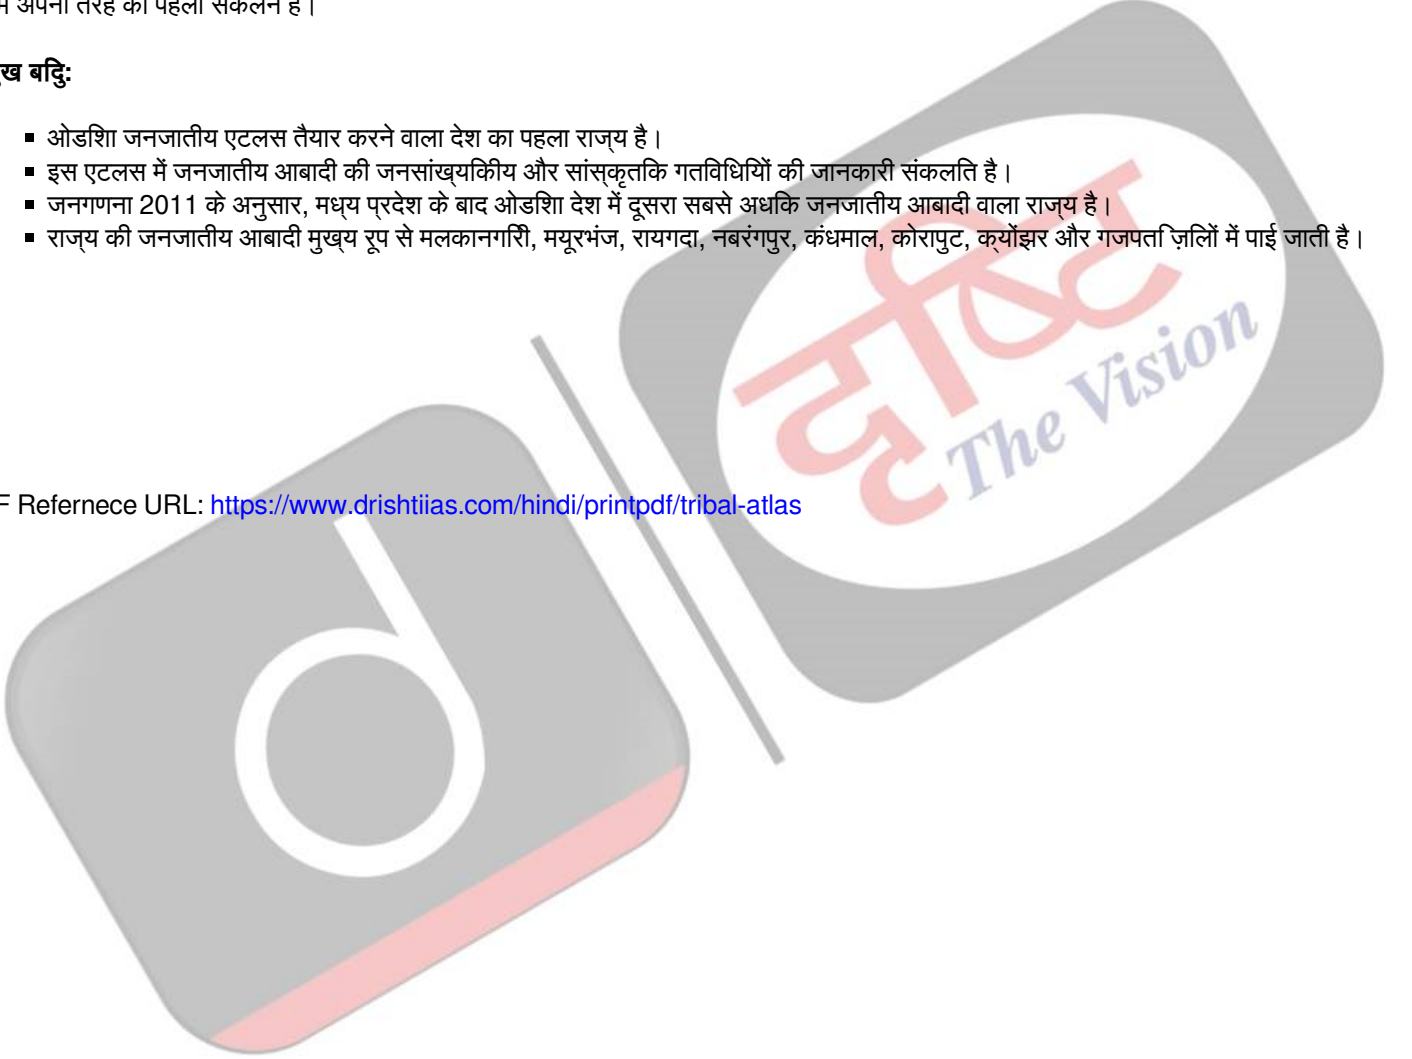 अपनी तरह का पहला संकलन है।
बिंदु:
▪ ओडिशा जनजातीय एटलस तैयार करने वाला देश का पहला राज्य है।
▪ इस एटलस में जनजातीय आबादी की जनसांख्यिकीय और सांस्कृतिक गतिविधियों की जानकारी संकलित है।
▪ जनगणना 2011 के अनुसार, मध्य प्रदेश के बाद ओडिशा देश में दूसरा सबसे अधिक जनजातीय आबादी वाला राज्य है।
▪ राज्य की जनजातीय आबादी मुख्य रूप से मलकानगिरी, मयूरभंज, रायगदा, नबरंगपुर, कंधमाल, कोरापुट, क्योंझर और गजपति ज़िलों में पाई जाती है।
दृष्टि
The Vision
F Refernece URL: https://www.drishtiias.com/hindi/printpdf/tribal-atlas
d